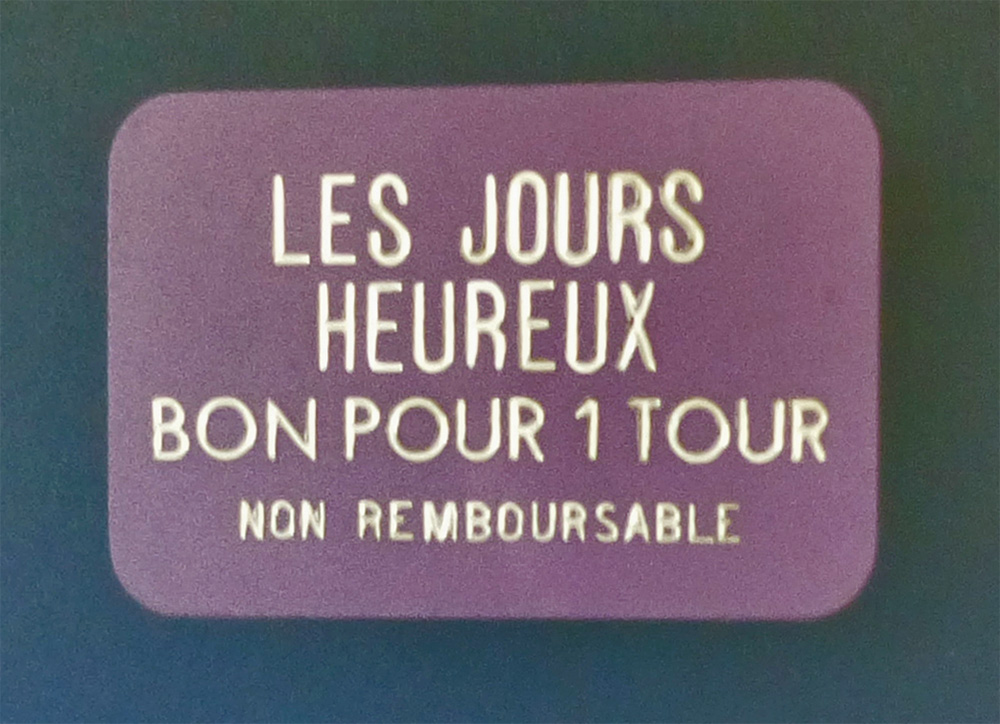 LES JOURS
HEUREUX
BON POUR 1 TOUR
NON REMBOURSABLE